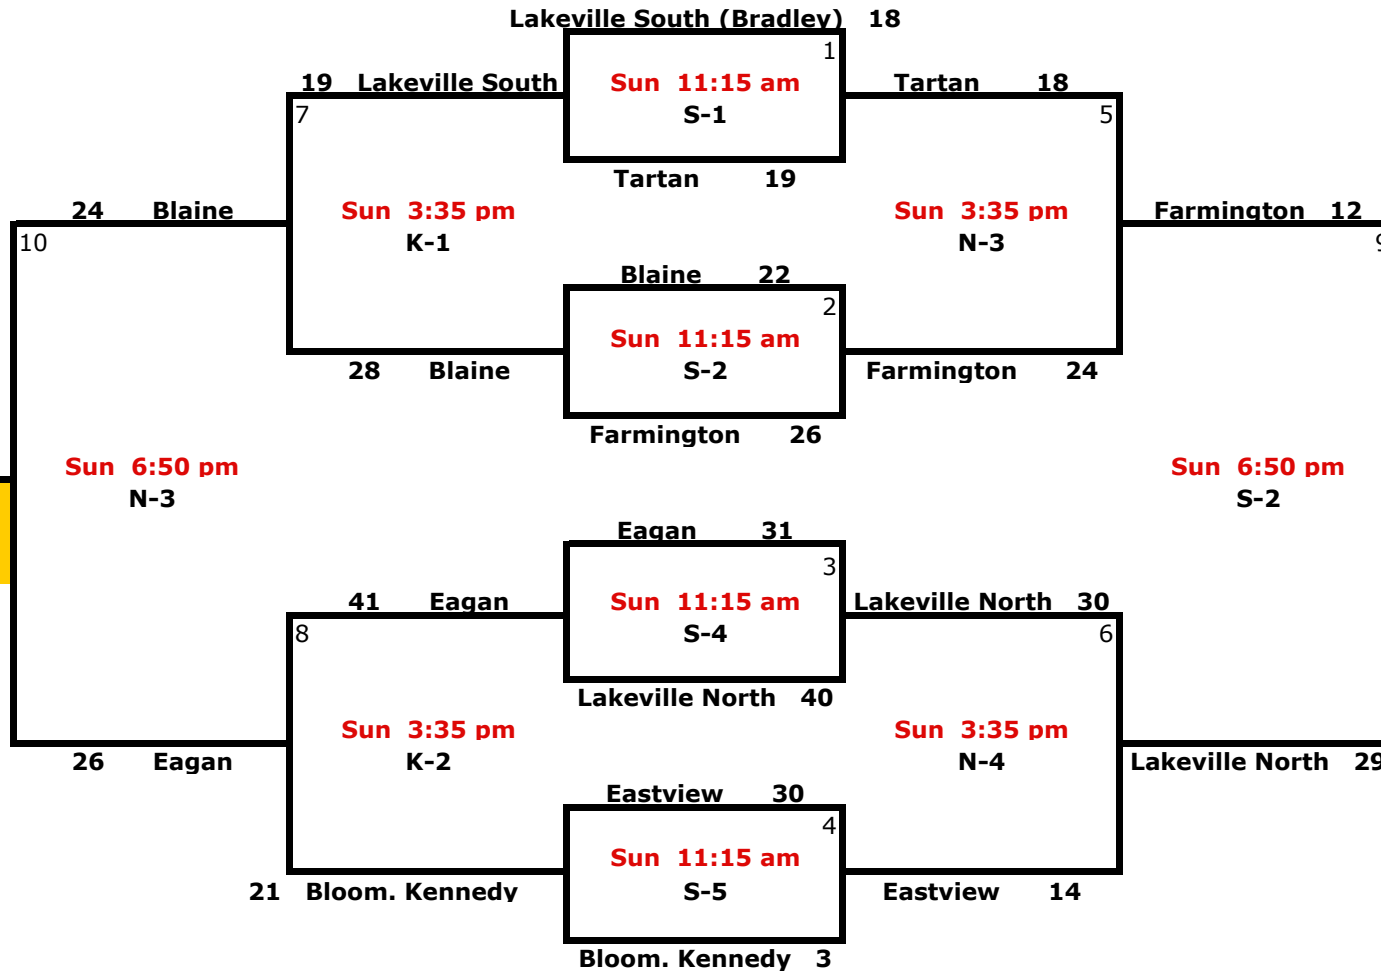 Lakeville South (Bradley) 18
1
19 Lakeville South
Sun 11:15 am
Tartan 18
7
S-1
5
Tartan 19
24 Blaine
Sun 3:35 pm
Sun 3:35 pm
Farmington 12
10
K-1
N-3
9
Blaine 22
2
Sun 11:15 am
28 Blaine
S-2
Farmington 24
Farmington 26
Sun 6:50 pm
Sun 6:50 pm
N-3
S-2
Eagan 31
3
41 Eagan
Sun 11:15 am
Lakeville North 30
8
S-4
6
Lakeville North 40
Sun 3:35 pm
Sun 3:35 pm
26 Eagan
K-2
N-4
Lakeville North 29
Eastview 30
4
Sun 11:15 am
21 Bloom. Kennedy
S-5
Eastview 14
Bloom. Kennedy 3